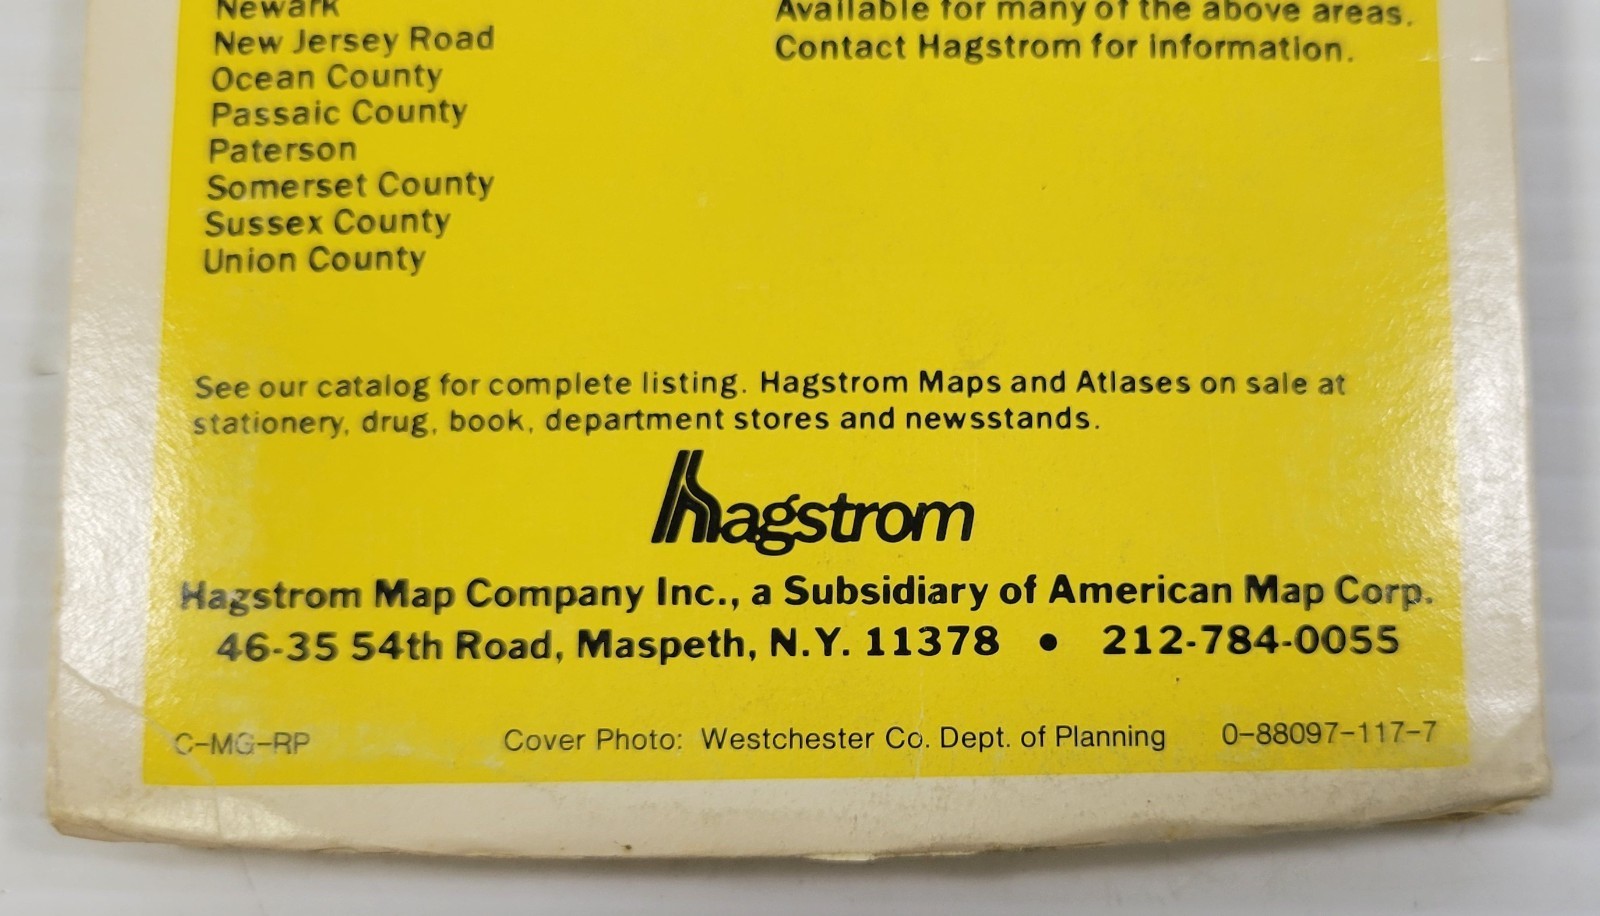 Newark
New Jersey Road
Ocean County
Passaic County
Paterson
Somerset County
Sussex County
Union County
Available for many of the above areas.
Contact Hagstrom for information.
See our catalog for complete listing. Hagstrom Maps and Atlases on sale at
stationery, drug, book, department stores and newsstands.
hagstrom
Hagstrom Map Company Inc., a Subsidiary of American Map Corp.
46-35 54th Road, Maspeth, N.Y. 11378 • 212-784-0055
C-MG-RP Cover Photo: Westchester Co. Dept. of Planning 0-88097-117-7